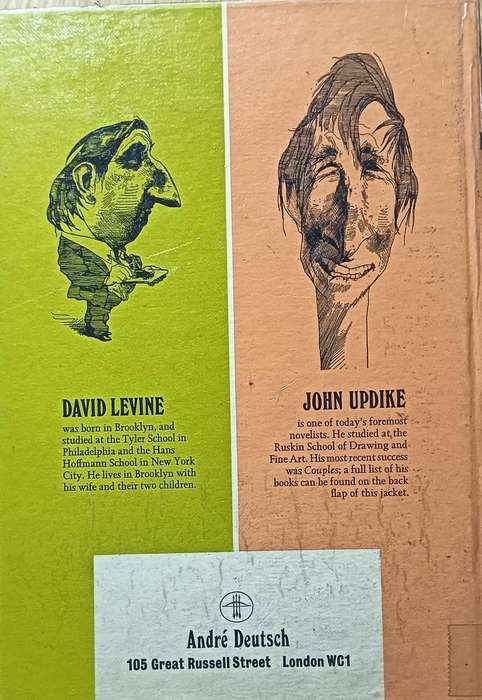 DAVID LEVINE
was born in Brooklyn, and
studied at the Tyler School in
Philadelphia and the Hans
Hoffmann School in New York
City. He lives in Brooklyn with
his wife and their two children.
JOHN UPDIKE
is one of today's foremost
novelists. He studied at the
Ruskin School of Drawing and
Fine Art. His most recent success
was Couples; a full list of his
books can be found on the back
flap of this jacket.
André Deutsch
105 Great Russell Street London WC1